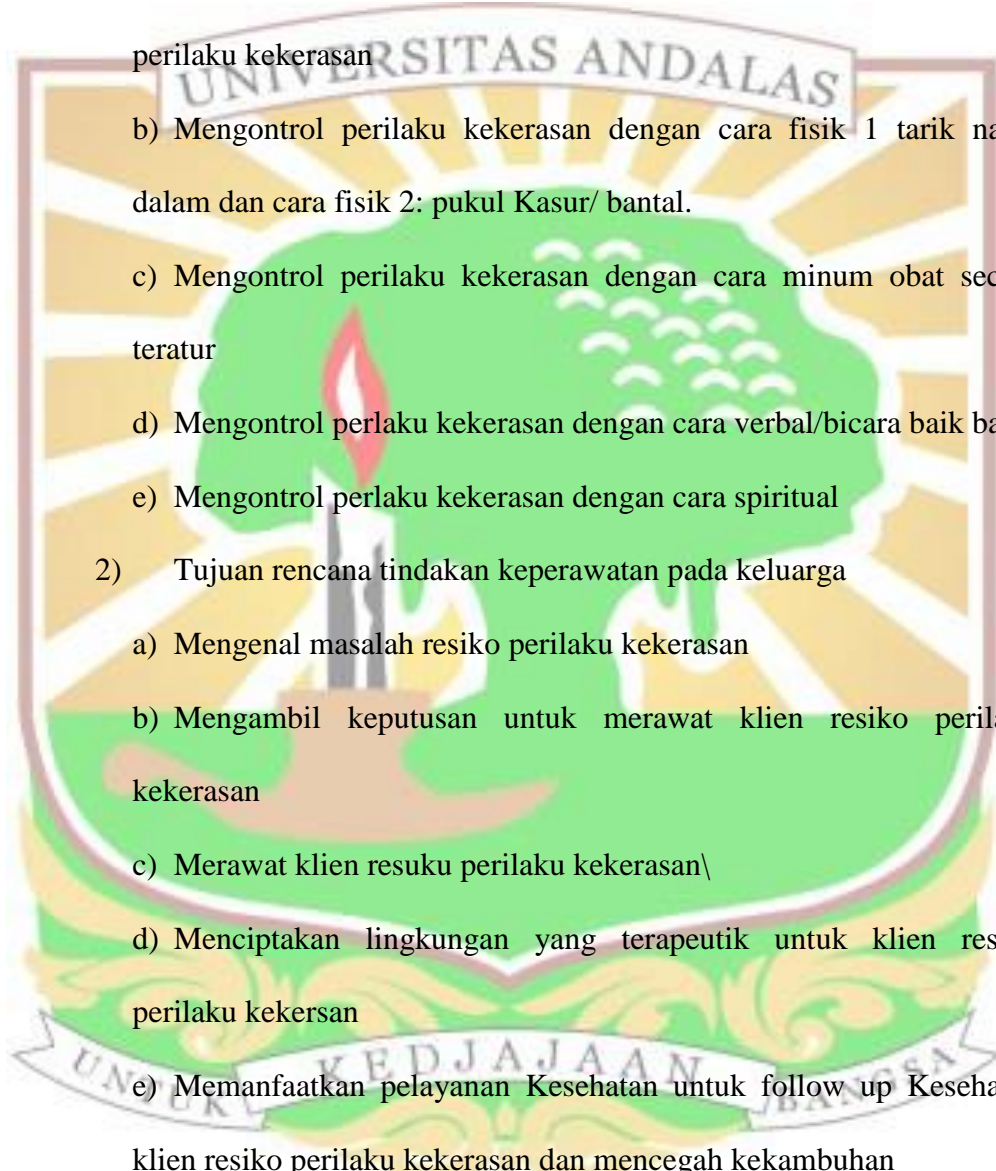 UNIVERSITAS ANDALAS
perilaku kekerasan
b) Mengontrol perilaku kekerasan dengan cara fisik 1 tarik na
dalam dan cara fisik 2: pukul Kasur/ bantal.
c) Mengontrol perilaku kekerasan dengan cara minum obat sec
teratur
d) Mengontrol perlaku kekerasan dengan cara verbal/bicara baik ba
e) Mengontrol perlaku kekerasan dengan cara spiritual
2) Tujuan rencana tindakan keperawatan pada keluarga
a) Mengenal masalah resiko perilaku kekerasan
b) Mengambil keputusan untuk merawat klien resiko perila
kekerasan
c) Merawat klien resuku perilaku kekerasan\
d) Menciptakan lingkungan yang terapeutik untuk klien res
perilaku kekersan
UNTUK KEDJAJAAN BANGSA
e) Memanfaatkan pelayanan Kesehatan untuk follow up Keseha
klien resiko perilaku kekerasan dan mencegah kekambuhan